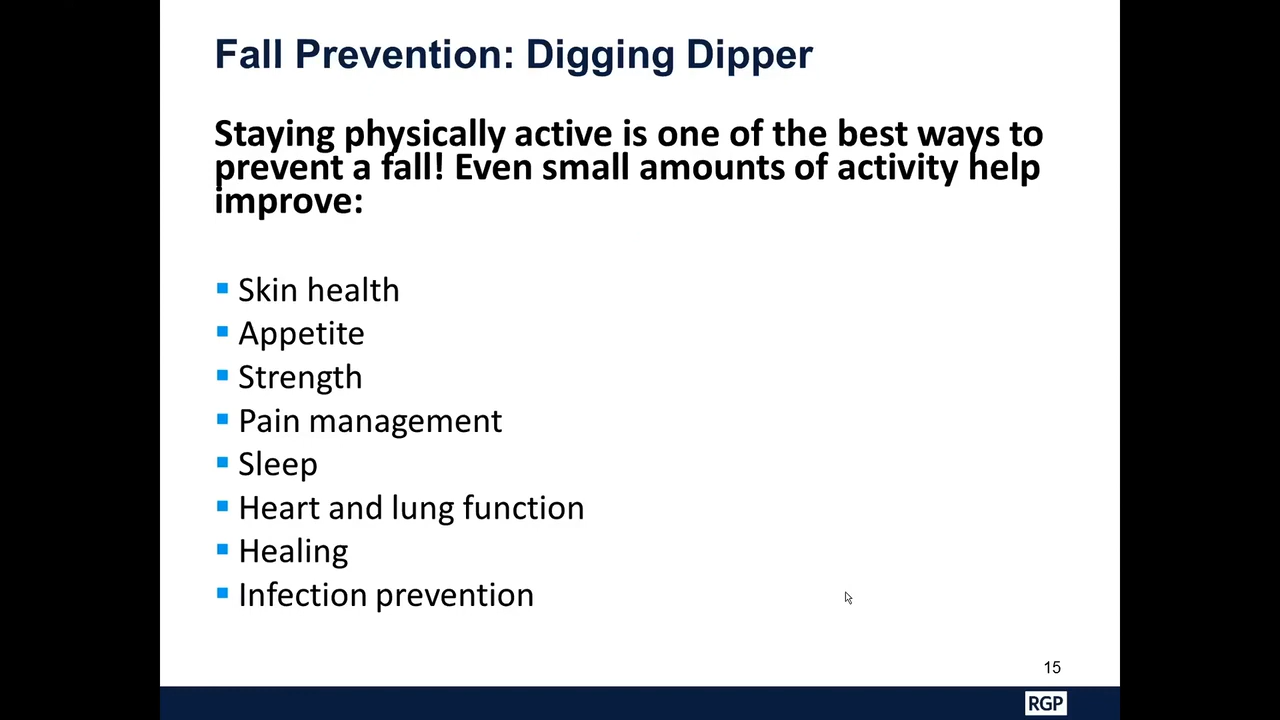 Fall Prevention: Digging Dipper
Staying physically active is one of the best ways to
prevent a fall! Even small amounts of activity help
improve:
Skin health
Appetite
Strength
Pain management
Sleep
Heart and lung function
Healing
Infection prevention
15
RGP